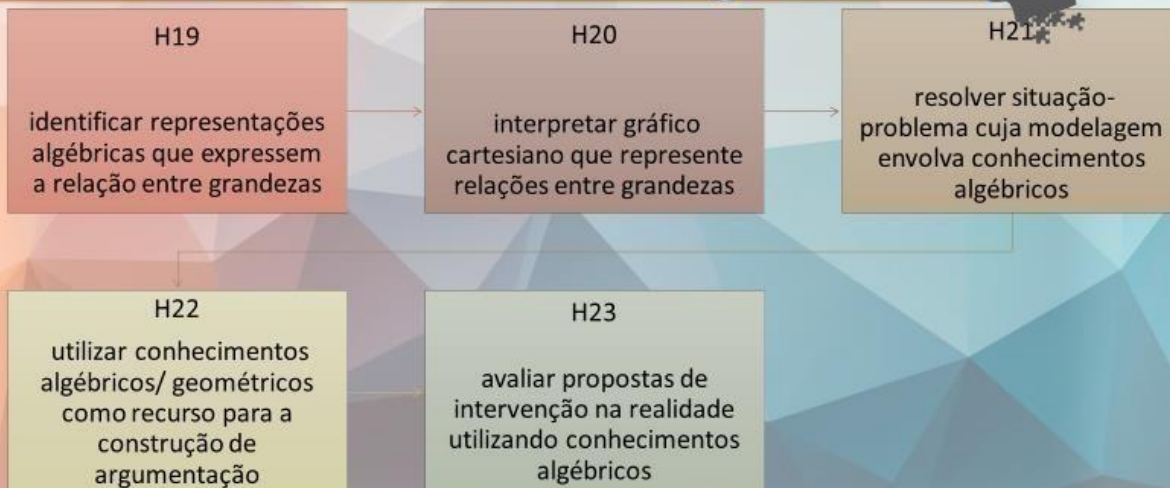 H19
identificar representações
algébricas que expressem
a relação entre grandezas
H20
interpretar gráfico
cartesiano que represente
relações entre grandezas
H21
resolver situação-
problema cuja modelagem
envolva conhecimentos
algébricos
H22
utilizar conhecimentos
algébricos/ geométricos
como recurso para a
construção de
argumentação
H23
avaliar propostas de
intervenção na realidade
utilizando conhecimentos
algébricos